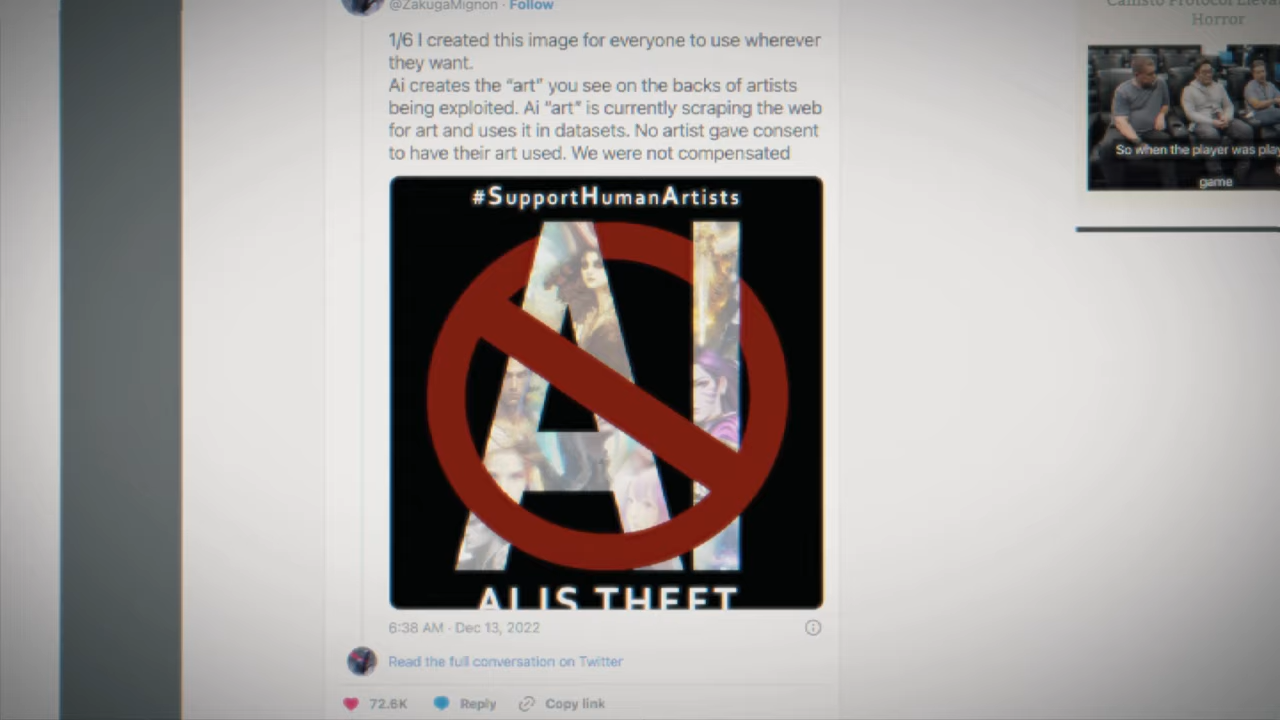 @ZakugaMignon · Follow
1/6 I created this image for everyone to use wherever
they want.
Ai creates the “art” you see on the backs of artists
being exploited. Ai “art” is currently scraping the web
for art and uses it in datasets. No artist gave consent
to have their art used. We were not compensated
#SupportHumanArtists
AI
AI IS THEFT
6:38 AM · Dec 13, 2022
Read the full conversation on Twitter
72.6K Reply Copy link
Callisto Protocol
Horror
So when the player was
game